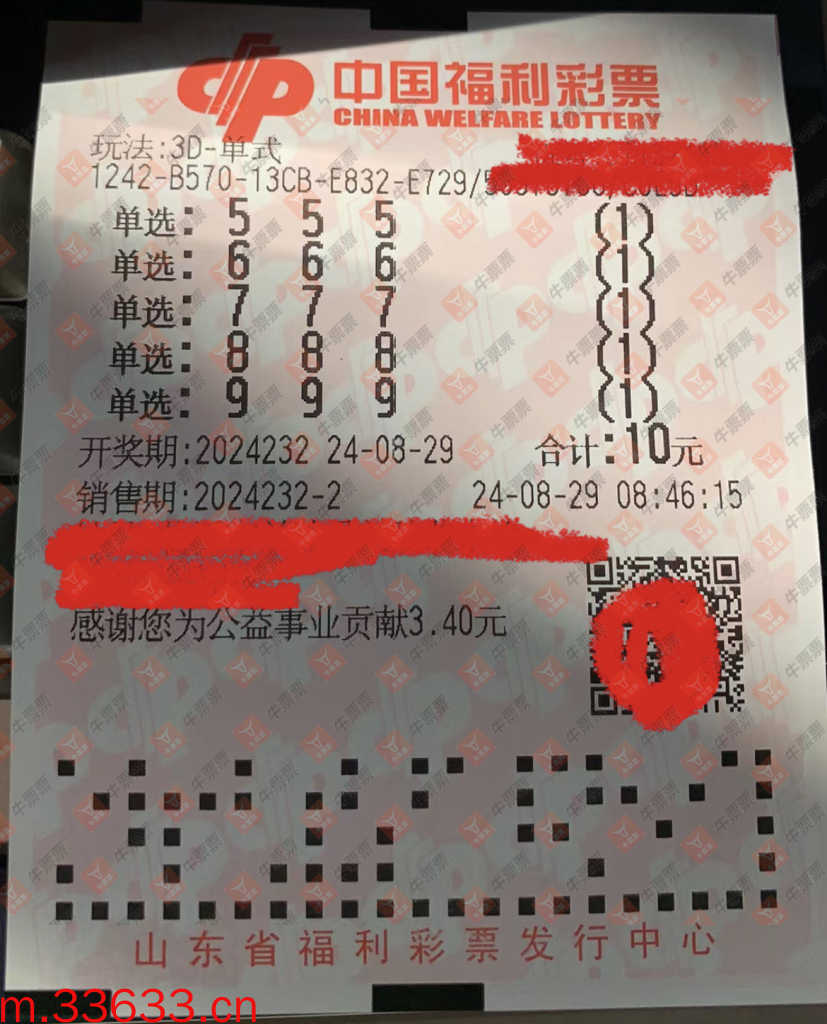 中国福利彩票
CHINA WELFARE LOTTERY
玩法:3D-单式
1242-B570-13CB-E832-E729/
单选: 5 5 5 (1)
单选: 6 6 6 (1)
单选: 7 7 7 (1)
单选: 8 8 8 (1)
单选: 9 9 9 (1)
开奖期:2024232 24-08-29 合计:10元
销售期:2024232-2 24-08-29 08:46:15
感谢您为公益事业贡献3.40元
山东省福利彩票发行中心
牛票票
m.33633.cn